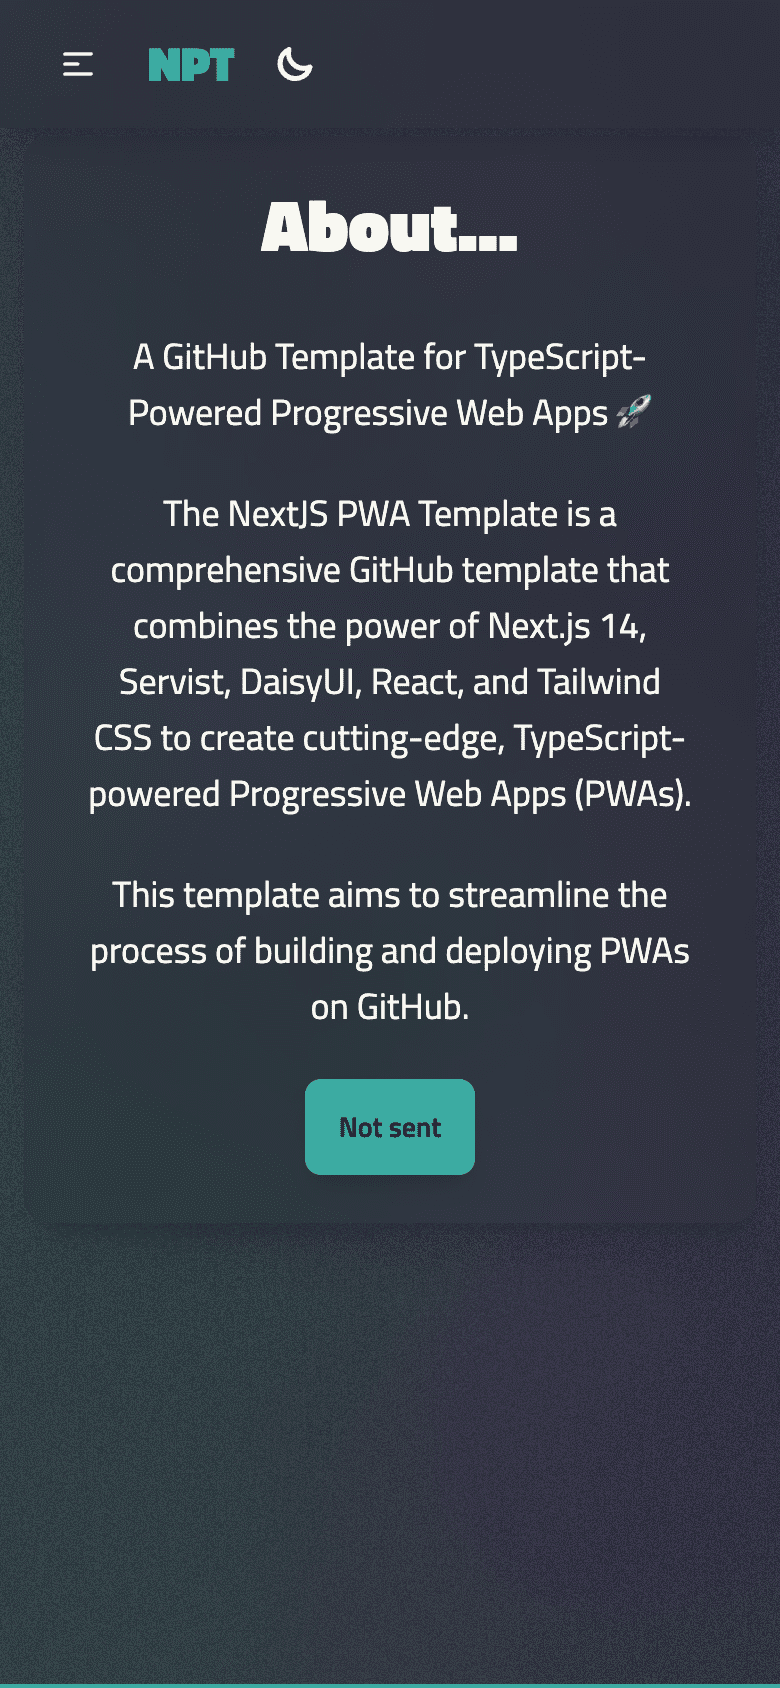 NPT
About...
A GitHub Template for TypeScript-
Powered Progressive Web Apps 🚀
The NextJS PWA Template is a
comprehensive GitHub template that
combines the power of Next.js 14,
Servist, DaisyUI, React, and Tailwind
CSS to create cutting-edge, TypeScript-
powered Progressive Web Apps (PWAs).
This template aims to streamline the
process of building and deploying PWAs
on GitHub.
Not sent